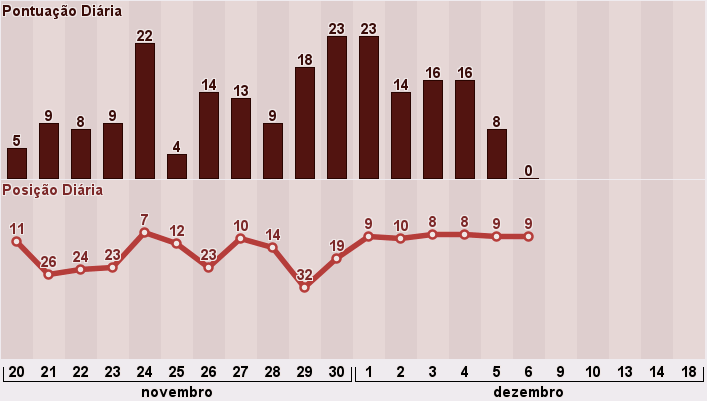 Pontuação Diária
5 9 8 9 22 4 14 13 9 18 23 23 14 16 16 8 0
Posição Diária
11 26 24 23 7 12 23 10 14 32 19 9 10 8 8 9 9
20 21 22 23 24 25 26 27 28 29 30 1 2 3 4 5 6 9 10 13 14 18
novembro dezembro